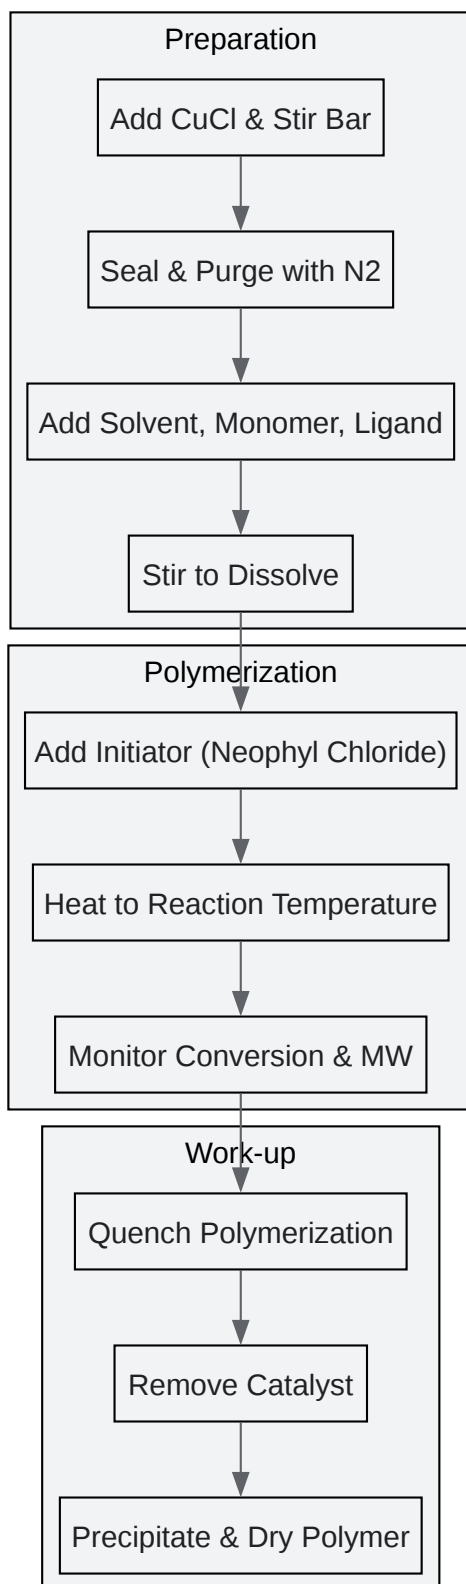 Preparation
Add CuCl & Stir Bar
Seal & Purge with N2
Add Solvent, Monomer, Ligand
Stir to Dissolve
Polymerization
Add Initiator (Neophyl Chloride)
Heat to Reaction Temperature
Monitor Conversion & MW
Work-up
Quench Polymerization
Remove Catalyst
Precipitate & Dry Polymer